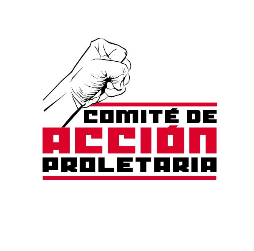 COMITÉ DE
ACCIÓN
PROLETARIA